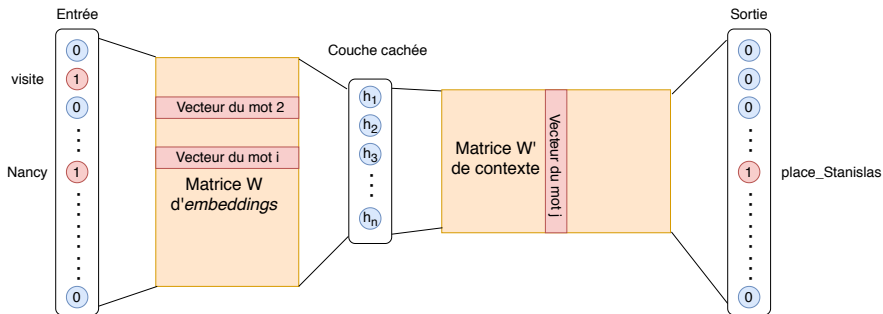 Entrée
0
visite
1
0
Nancy
1
0
Vecteur du mot 2
Vecteur du mot i
Matrice W
d'embeddings
Couche cachée
h1
h2
h3
hn
Matrice W'
de contexte
Vecteur du mot j
Sortie
0
0
0
1
place_Stanislas
0